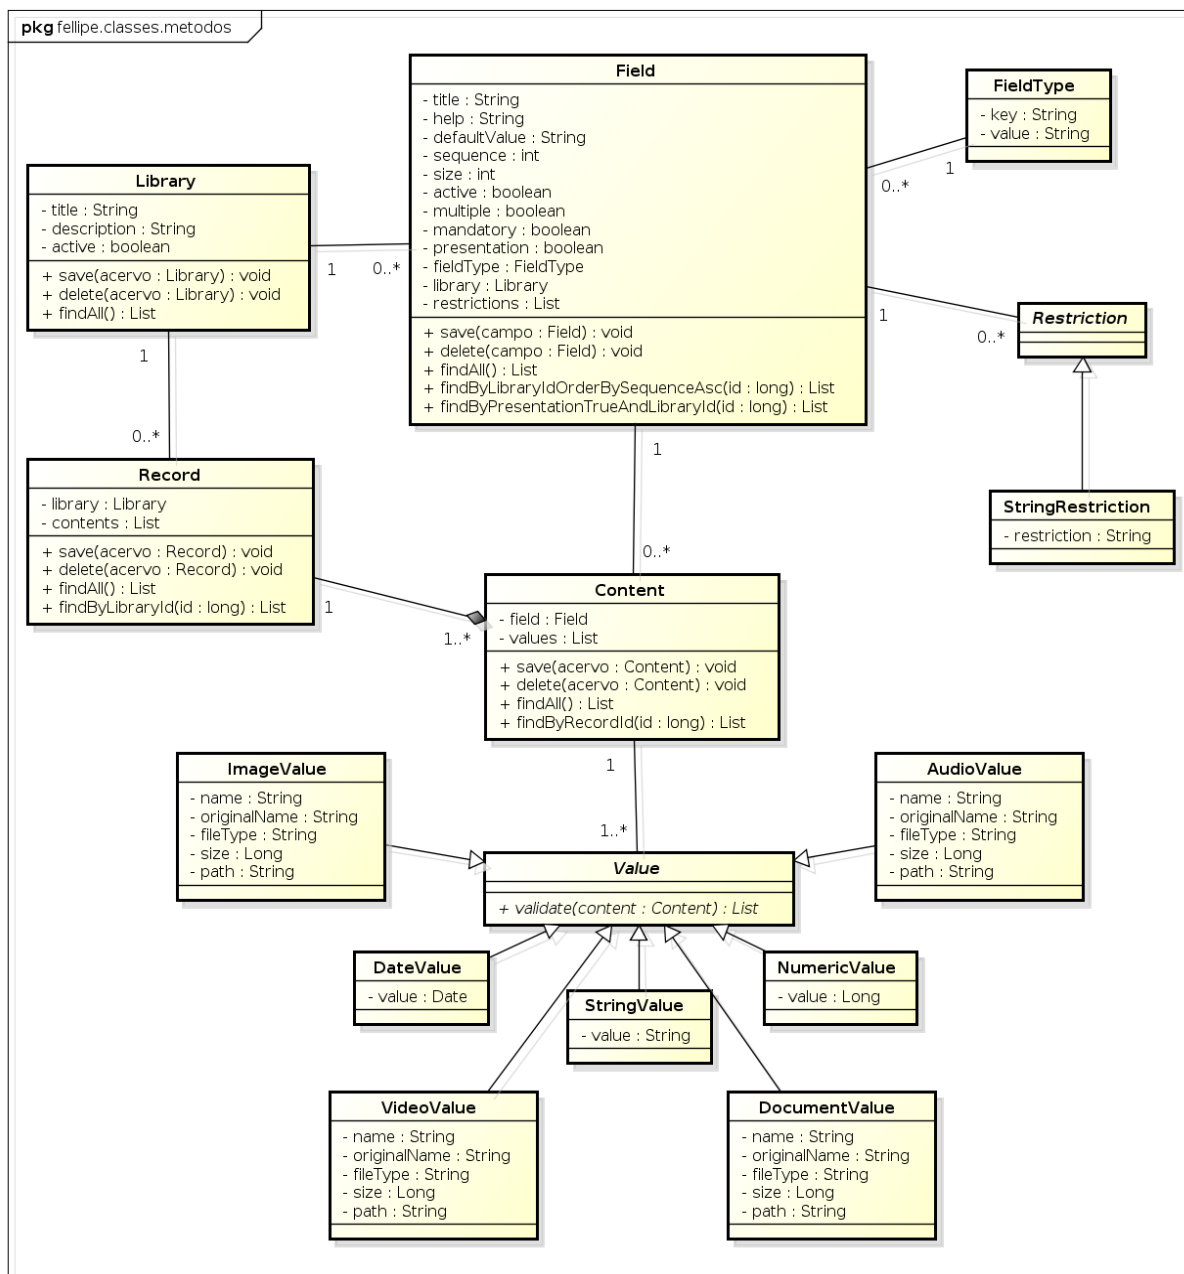 pkg fellipe.classes.metodos
Field
- title : String
- help : String
- defaultValue : String
- sequence : int
- size : int
- active : boolean
- multiple : boolean
- mandatory : boolean
- presentation : boolean
- fieldType : FieldType
- library : Library
- restrictions : List
+ save(campo : Field) : void
+ delete(campo : Field) : void
+ findAll() : List
+ findByLibraryIdOrderBySequenceAsc(id : long) : List
+ findByPresentationTrueAndLibraryId(id : long) : List
FieldType
- key : String
- value : String
0..*
1
Library
- title : String
- description : String
- active : boolean
+ save(acervo : Library) : void
+ delete(acervo : Library) : void
+ findAll() : List
1
0..*
1
0..*
Restriction
1
0..*
StringRestriction
- restriction : String
Record
- library : Library
- contents : List
+ save(acervo : Record) : void
+ delete(acervo : Record) : void
+ findAll() : List
+ findByLibraryId(id : long) : List
1
0..*
1
1..*
Content
- field : Field
- values : List
+ save(acervo : Content) : void
+ delete(acervo : Content) : void
+ findAll() : List
+ findByRecordId(id : long) : List
1
1..*
ImageValue
- name : String
- originalName : String
- fileType : String
- size : Long
- path : String
AudioValue
- name : String
- originalName : String
- fileType : String
- size : Long
- path : String
Value
+ validate(content : Content) : List
DateValue
- value : Date
StringValue
- value : String
NumericValue
- value : Long
VideoValue
- name : String
- originalName : String
- fileType : String
- size : Long
- path : String
DocumentValue
- name : String
- originalName : String
- fileType : String
- size : Long
- path : String